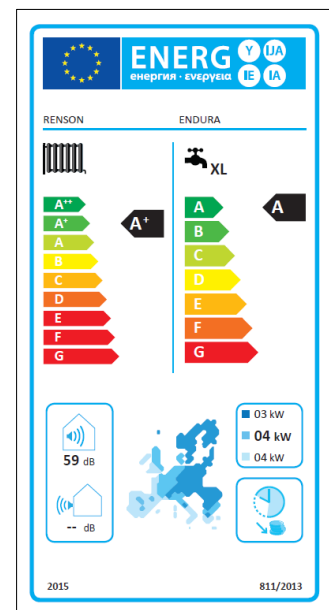 ENERG Y IJA
енергия · ενεργεια IE IA
RENSON ENDURA
XL
A++ A+ A A
A+ B
A C
B D
C E
D F
E G
F
G
59 dB
-- dB
03 kW
04 kW
04 kW
2015 811/2013